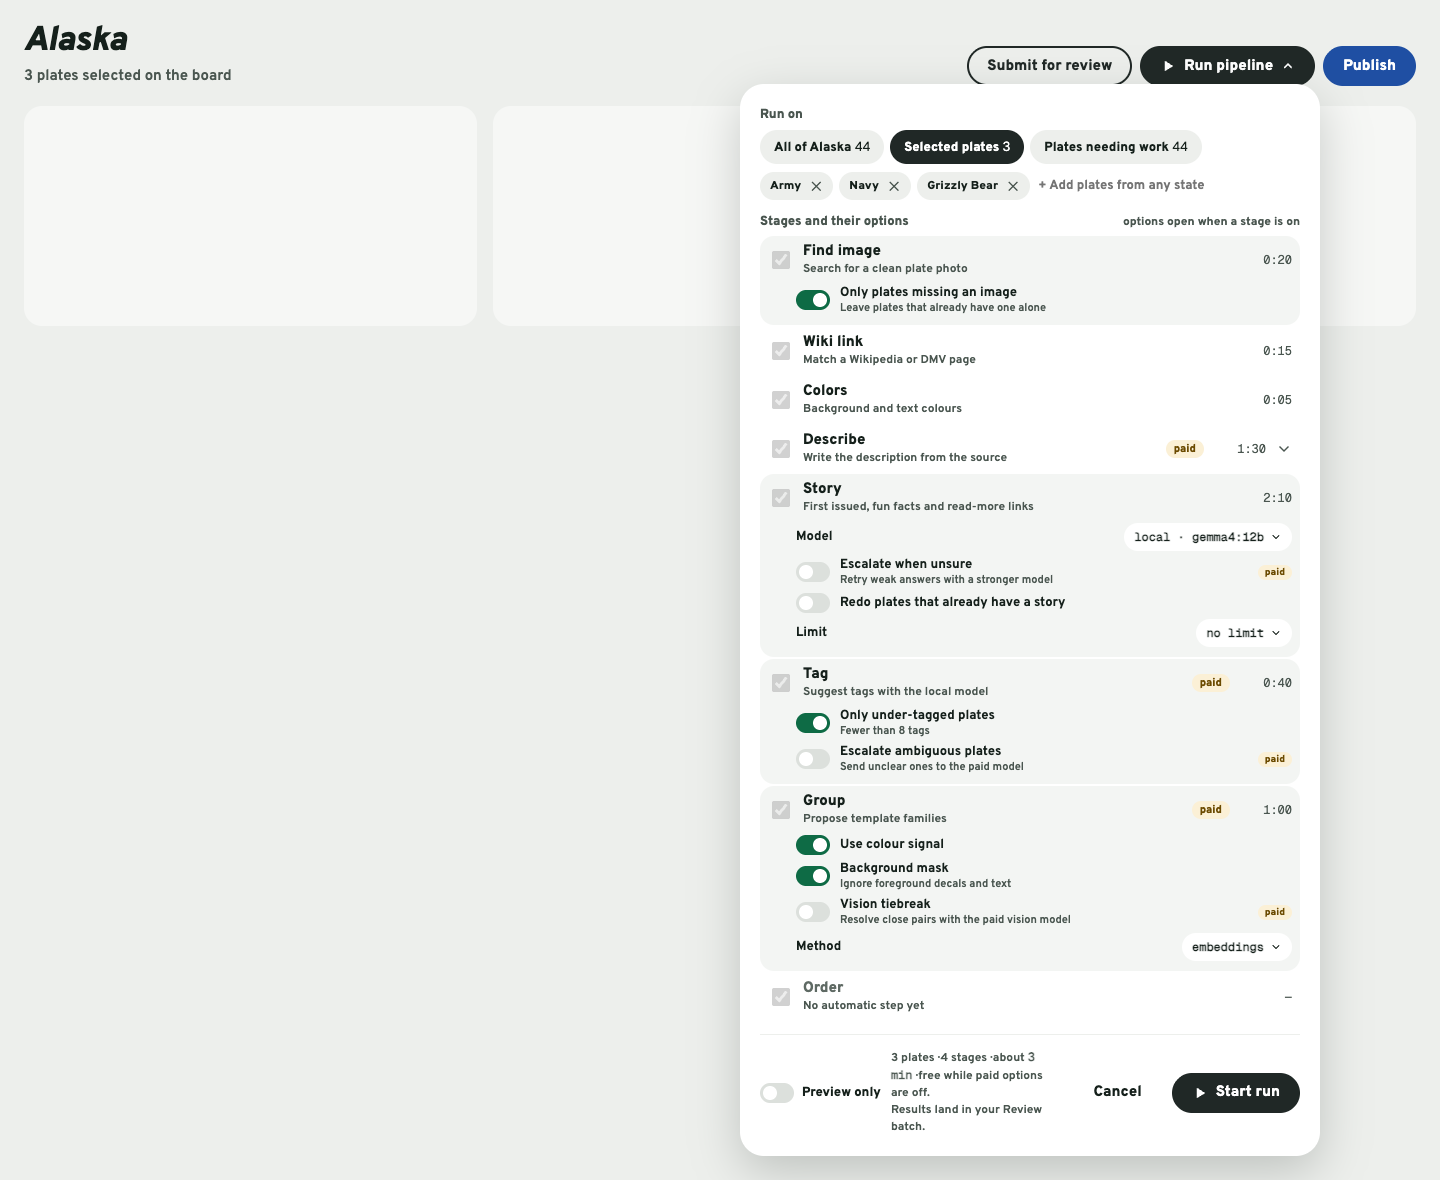 Alaska
3 plates selected on the board
Submit for review
Run pipeline
Publish
Run on
All of Alaska 44
Selected plates 3
Plates needing work 44
Army
Navy
Grizzly Bear
+ Add plates from any state
Stages and their options
options open when a stage is on
Find image
Search for a clean plate photo
0:20
Only plates missing an image
Leave plates that already have one alone
Wiki link
Match a Wikipedia or DMV page
0:15
Colors
Background and text colours
0:05
Describe
Write the description from the source
paid
1:30
Story
First issued, fun facts and read-more links
2:10
Model
local · gemma4:12b
Escalate when unsure
Retry weak answers with a stronger model
paid
Redo plates that already have a story
Limit
no limit
Tag
Suggest tags with the local model
paid
0:40
Only under-tagged plates
Fewer than 8 tags
Escalate ambiguous plates
Send unclear ones to the paid model
paid
Group
Propose template families
paid
1:00
Use colour signal
Background mask
Ignore foreground decals and text
Vision tiebreak
Resolve close pairs with the paid vision model
paid
Method
embeddings
Order
No automatic step yet
–
Preview only
3 plates ·4 stages ·about 3
min ·free while paid options
are off.
Results land in your Review
batch.
Cancel
Start run